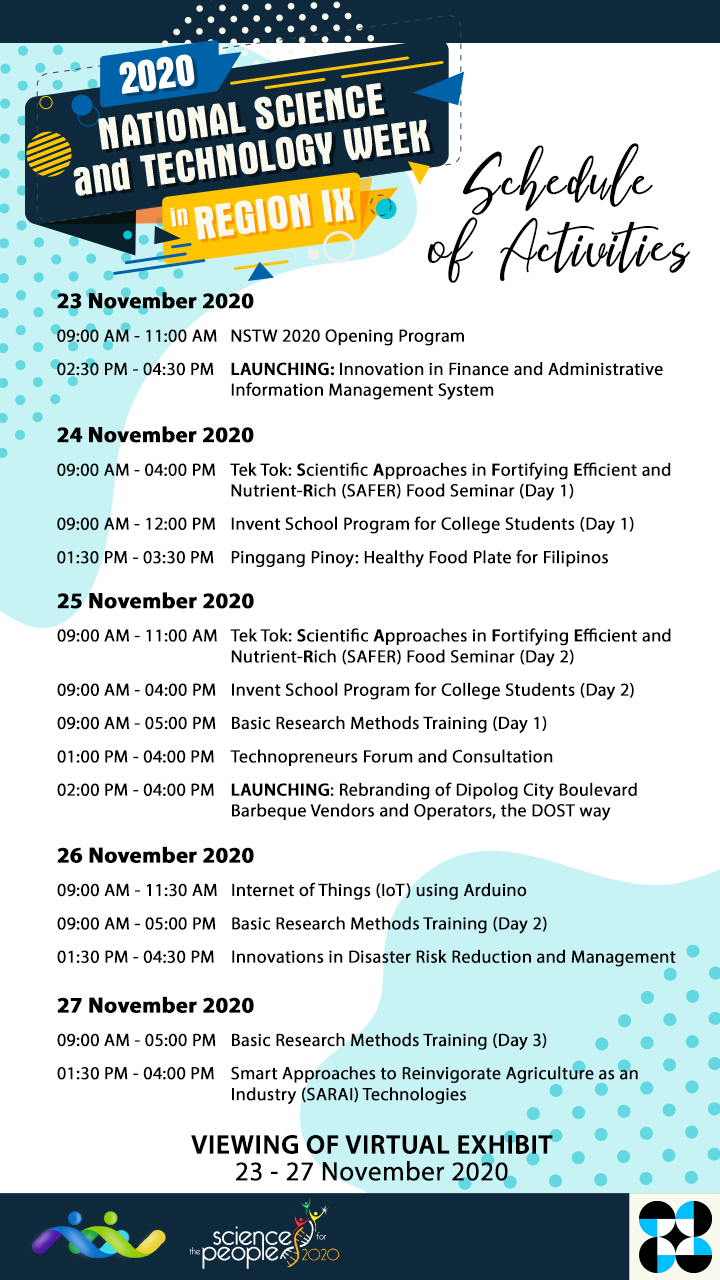 2020
NATIONAL SCIENCE
and TECHNOLOGY WEEK
in REGION IX
Schedule
of Activities
23 November 2020
09:00 AM - 11:00 AM NSTW 2020 Opening Program
02:30 PM - 04:30 PM LAUNCHING: Innovation in Finance and Administrative
Information Management System
24 November 2020
09:00 AM - 04:00 PM Tek Tok: Scientific Approaches in Fortifying Efficient and
Nutrient-Rich (SAFER) Food Seminar (Day 1)
09:00 AM - 12:00 PM Invent School Program for College Students (Day 1)
01:30 PM - 03:30 PM Pinggang Pinoy: Healthy Food Plate for Filipinos
25 November 2020
09:00 AM - 11:00 AM Tek Tok: Scientific Approaches in Fortifying Efficient and
Nutrient-Rich (SAFER) Food Seminar (Day 2)
09:00 AM - 04:00 PM Invent School Program for College Students (Day 2)
09:00 AM - 05:00 PM Basic Research Methods Training (Day 1)
01:00 PM - 04:00 PM Technopreneurs Forum and Consultation
02:00 PM - 04:00 PM LAUNCHING: Rebranding of Dipolog City Boulevard
Barbeque Vendors and Operators, the DOST way
26 November 2020
09:00 AM - 11:30 AM Internet of Things (IoT) using Arduino
09:00 AM - 05:00 PM Basic Research Methods Training (Day 2)
01:30 PM - 04:30 PM Innovations in Disaster Risk Reduction and Management
27 November 2020
09:00 AM - 05:00 PM Basic Research Methods Training (Day 3)
01:30 PM - 04:00 PM Smart Approaches to Reinvigorate Agriculture as an
Industry (SARAI) Technologies
VIEWING OF VIRTUAL EXHIBIT
23 - 27 November 2020
science for
the people 2020